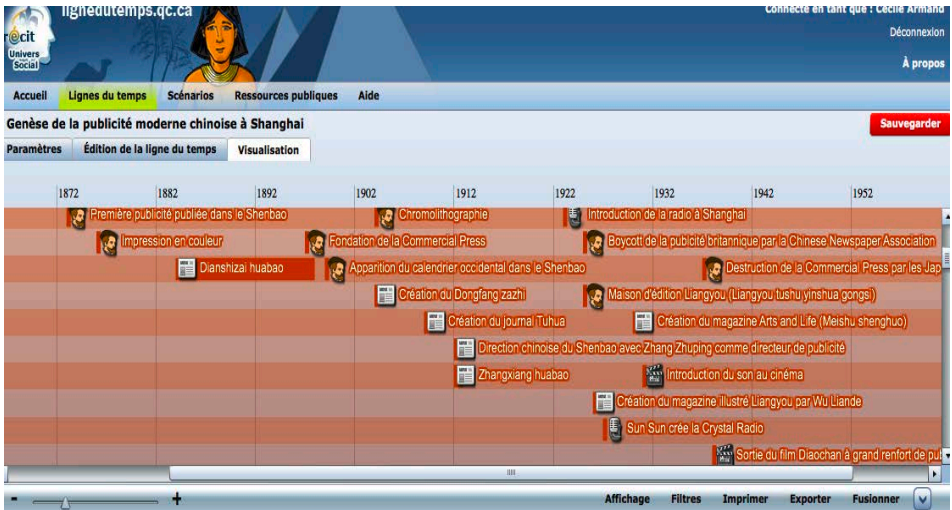 lignedutemps.qc.ca
Connecté en tant que : Cécile Armand
récit
Univers
Social
Déconnexion
À propos
Accueil Lignes du temps Scénarios Ressources publiques Aide
Genèse de la publicité moderne chinoise à Shanghai
Sauvegarder
Paramètres Édition de la ligne du temps Visualisation
1872 1882 1892 1902 1912 1922 1932 1942 1952
Première publicité publiée dans le Shenbao Chromolithographie Introduction de la radio à Shanghai
Impression en couleur Fondation de la Commercial Press Boycott de la publicité britannique par la Chinese Newspaper Association
Dianshizai huabao Apparition du calendrier occidental dans le Shenbao Destruction de la Commercial Press par les Jap
Création du Dongfang zazhi Maison d'édition Liangyou (Liangyou tushu yinshua gongsi)
Création du journal Tuhua Création du magazine Arts and Life (Meishu shenghuo)
Direction chinoise du Shenbao avec Zhang Zhuping comme directeur de publicité
Zhangxiang huabao Introduction du son au cinéma
Création du magazine illustré Liangyou par Wu Liande
Sun Sun crée la Crystal Radio
Sortie du film Diaochan à grand renfort de pub
- +
Affichage Filtres Imprimer Exporter Fusionner